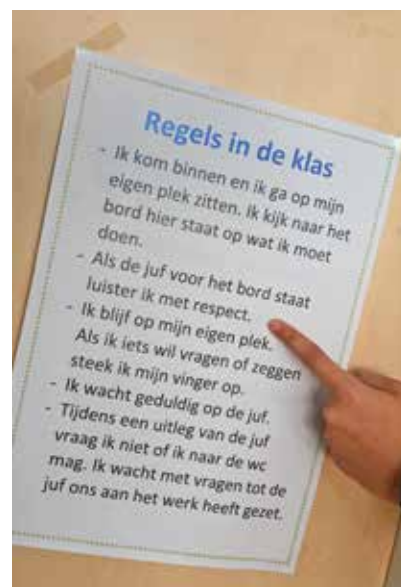 Regels in de klas
- Ik kom binnen en ik ga op mijn
eigen plek zitten. Ik kijk naar het
bord hier staat op wat ik moet
doen.
- Als de juf voor het bord staat
luister ik met respect.
- Ik blijf op mijn eigen plek.
Als ik iets wil vragen of zeggen
steek ik mijn vinger op.
- Ik wacht geduldig op de juf.
- Tijdens een uitleg van de juf
vraag ik niet of ik naar de wc
mag. Ik wacht met vragen tot de
juf ons aan het werk heeft gezet.